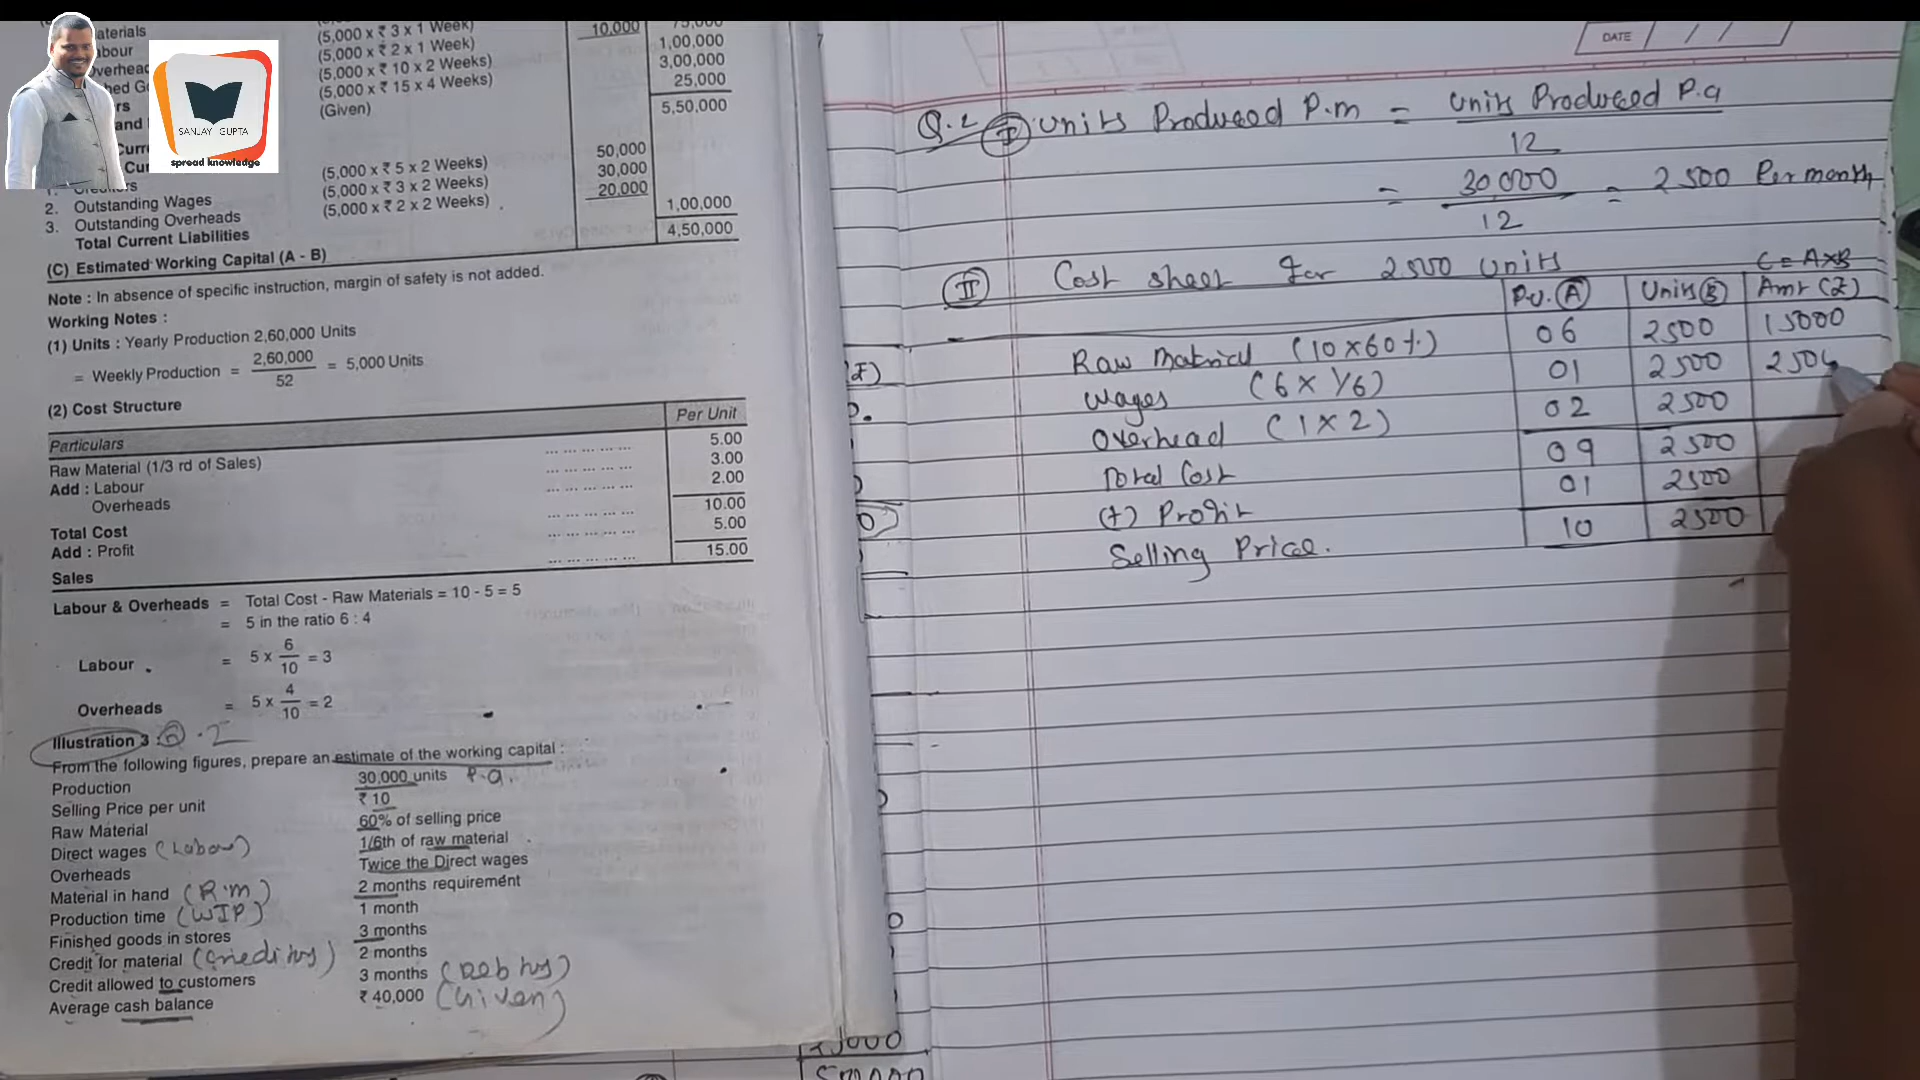 SANJAY GUPTA
spread knowledge
aterials (5,000 x ₹ 3 x 1 Week) 10,000 75,000
abour (5,000 x ₹ 2 x 1 Week) 1,00,000
verhead (5,000 x ₹ 10 x 2 Weeks) 3,00,000
(5,000 x ₹ 15 x 4 Weeks) 25,000
(Given) 5,50,000
(5,000 x ₹ 5 x 2 Weeks) 50,000
2. Outstanding Wages (5,000 x ₹ 3 x 2 Weeks) 30,000
3. Outstanding Overheads (5,000 x ₹ 2 x 2 Weeks) 20,000 1,00,000
Total Current Liabilities 4,50,000
(C) Estimated Working Capital (A - B)
Note : In absence of specific instruction, margin of safety is not added.
Working Notes :
(1) Units : Yearly Production 2,60,000 Units
= Weekly Production = 2,60,000 / 52 = 5,000 Units
(2) Cost Structure
Particulars Per Unit
Raw Material (1/3 rd of Sales) ... ... ... ... ... 5.00
Add : Labour ... ... ... ... ... 3.00
Overheads ... ... ... ... ... 2.00
Total Cost ... ... ... ... ... 10.00
Add : Profit ... ... ... ... ... 5.00
Sales ... ... ... ... ... 15.00
Labour & Overheads = Total Cost - Raw Materials = 10 - 5 = 5
= 5 in the ratio 6 : 4
Labour = 5 x 6/10 = 3
Overheads = 5 x 4/10 = 2
Illustration 3 : Q.2
From the following figures, prepare an estimate of the working capital :
Production 30,000 units P.a.
Selling Price per unit ₹ 10
Raw Material 60% of selling price
Direct wages (Labour) 1/6th of raw material
Overheads Twice the Direct wages
Material in hand (R.m) 2 months requirement
Production time (WIP) 1 month
Finished goods in stores 3 months
Credit for material (Creditors) 2 months
Credit allowed to customers 3 months (Debtors)
Average cash balance ₹ 40,000 (Given)
DATE / /
Q.2 (I) Units Produced P.m = Units Produced P.a
12
= 30,000 / 12 = 2500 Per month
(II) Cost sheet for 2500 Units C = A×B
P.U. (A) Units (B) Amt (₹)
Raw Material (10×60%) 06 2500 15000
Wages (6 × 1/6) 01 2500 250
Overhead (1×2) 02 2500
Total Cost 09 2500
(+) Profit 01 2500
Selling Price. 10 2500